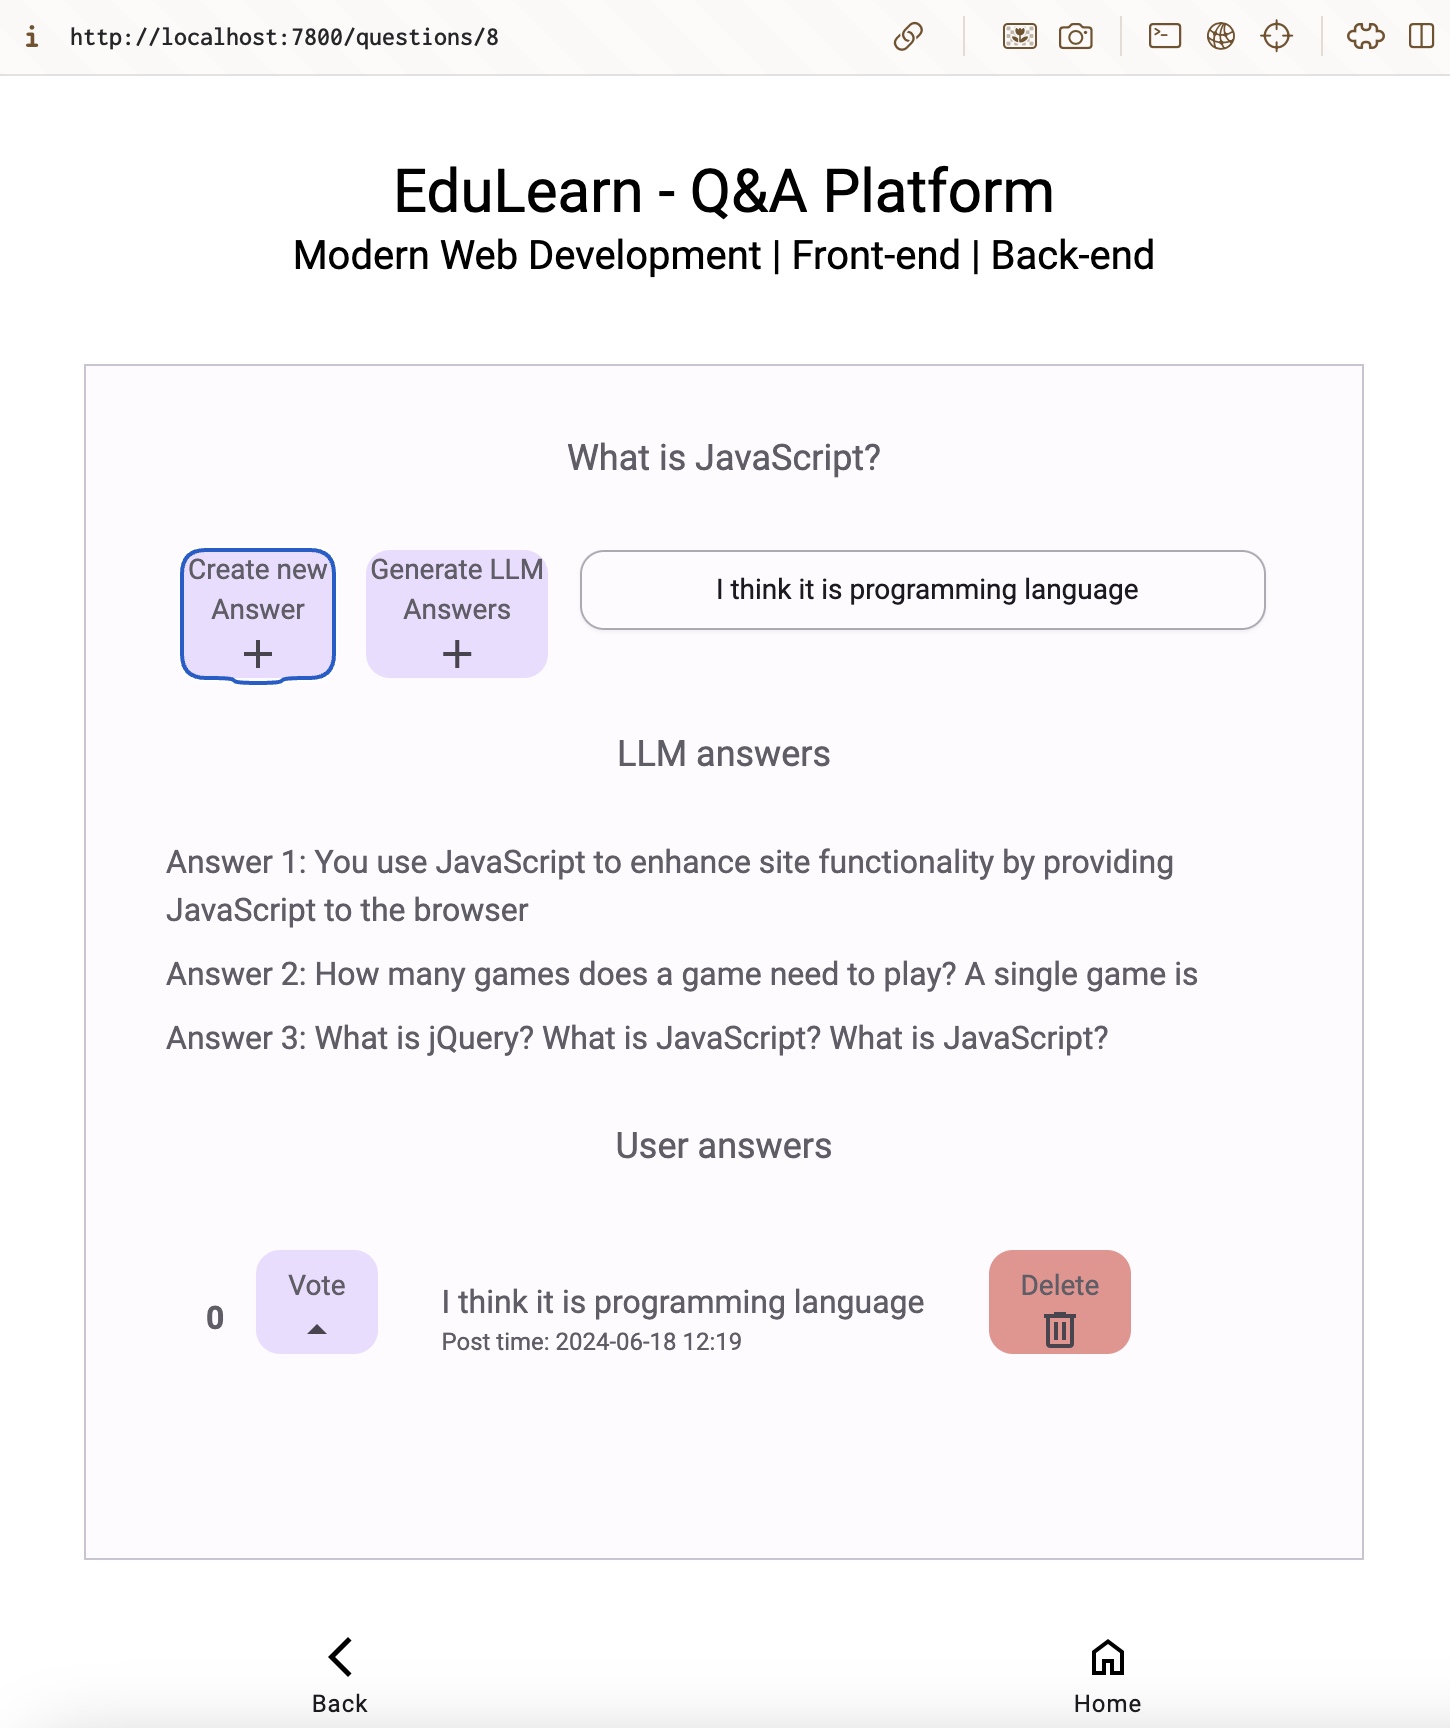 http://localhost:7800/questions/8
EduLearn - Q&A Platform
Modern Web Development | Front-end | Back-end
What is JavaScript?
Create new
Answer
Generate LLM
Answers
I think it is programming language
LLM answers
Answer 1: You use JavaScript to enhance site functionality by providing
JavaScript to the browser
Answer 2: How many games does a game need to play? A single game is
Answer 3: What is jQuery? What is JavaScript? What is JavaScript?
User answers
0
Vote
I think it is programming language
Post time: 2024-06-18 12:19
Delete
Back
Home